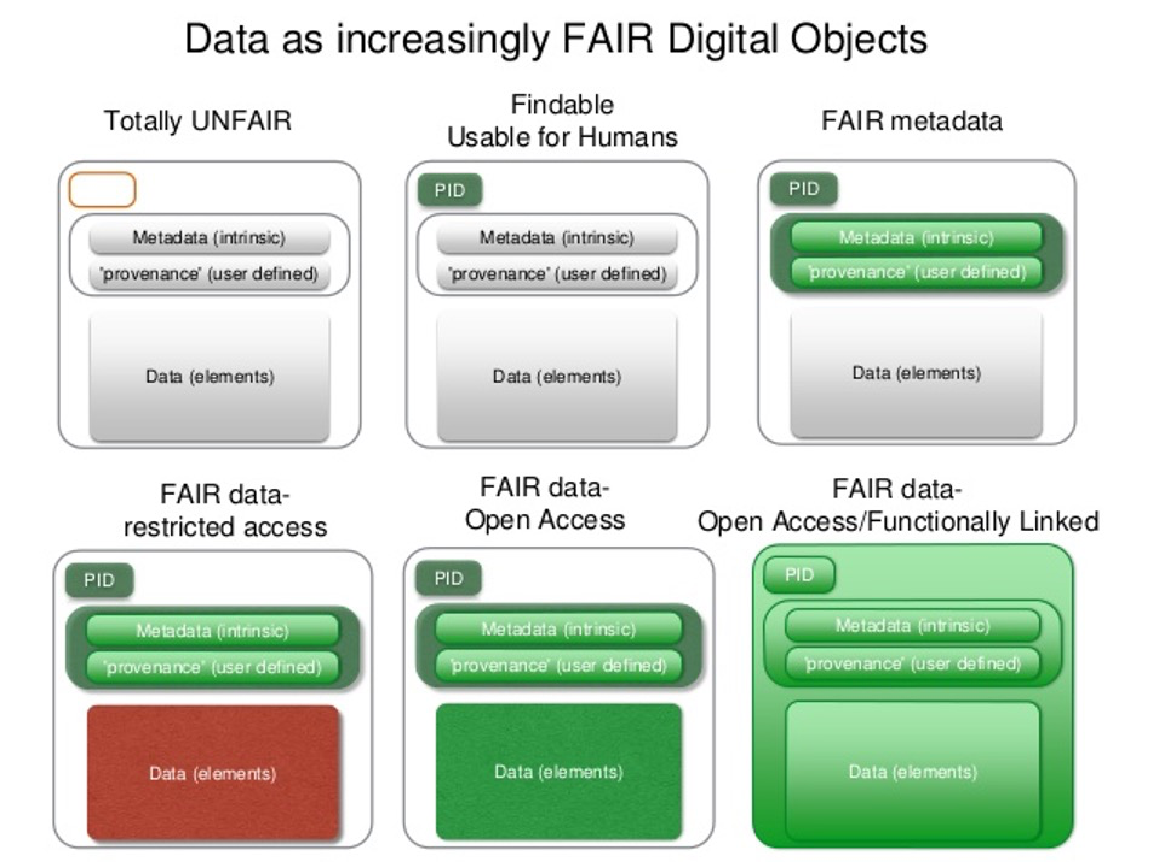 Data as increasingly FAIR Digital Objects
Totally UNFAIR
Metadata (intrinsic)
'provenance' (user defined)
Data (elements)
Findable
Usable for Humans
PID
Metadata (intrinsic)
'provenance' (user defined)
Data (elements)
FAIR metadata
PID
Metadata (intrinsic)
'provenance' (user defined)
Data (elements)
FAIR data-
restricted access
PID
Metadata (intrinsic)
'provenance' (user defined)
Data (elements)
FAIR data-
Open Access
PID
Metadata (intrinsic)
'provenance' (user defined)
Data (elements)
FAIR data-
Open Access/Functionally Linked
PID
Metadata (intrinsic)
'provenance' (user defined)
Data (elements)